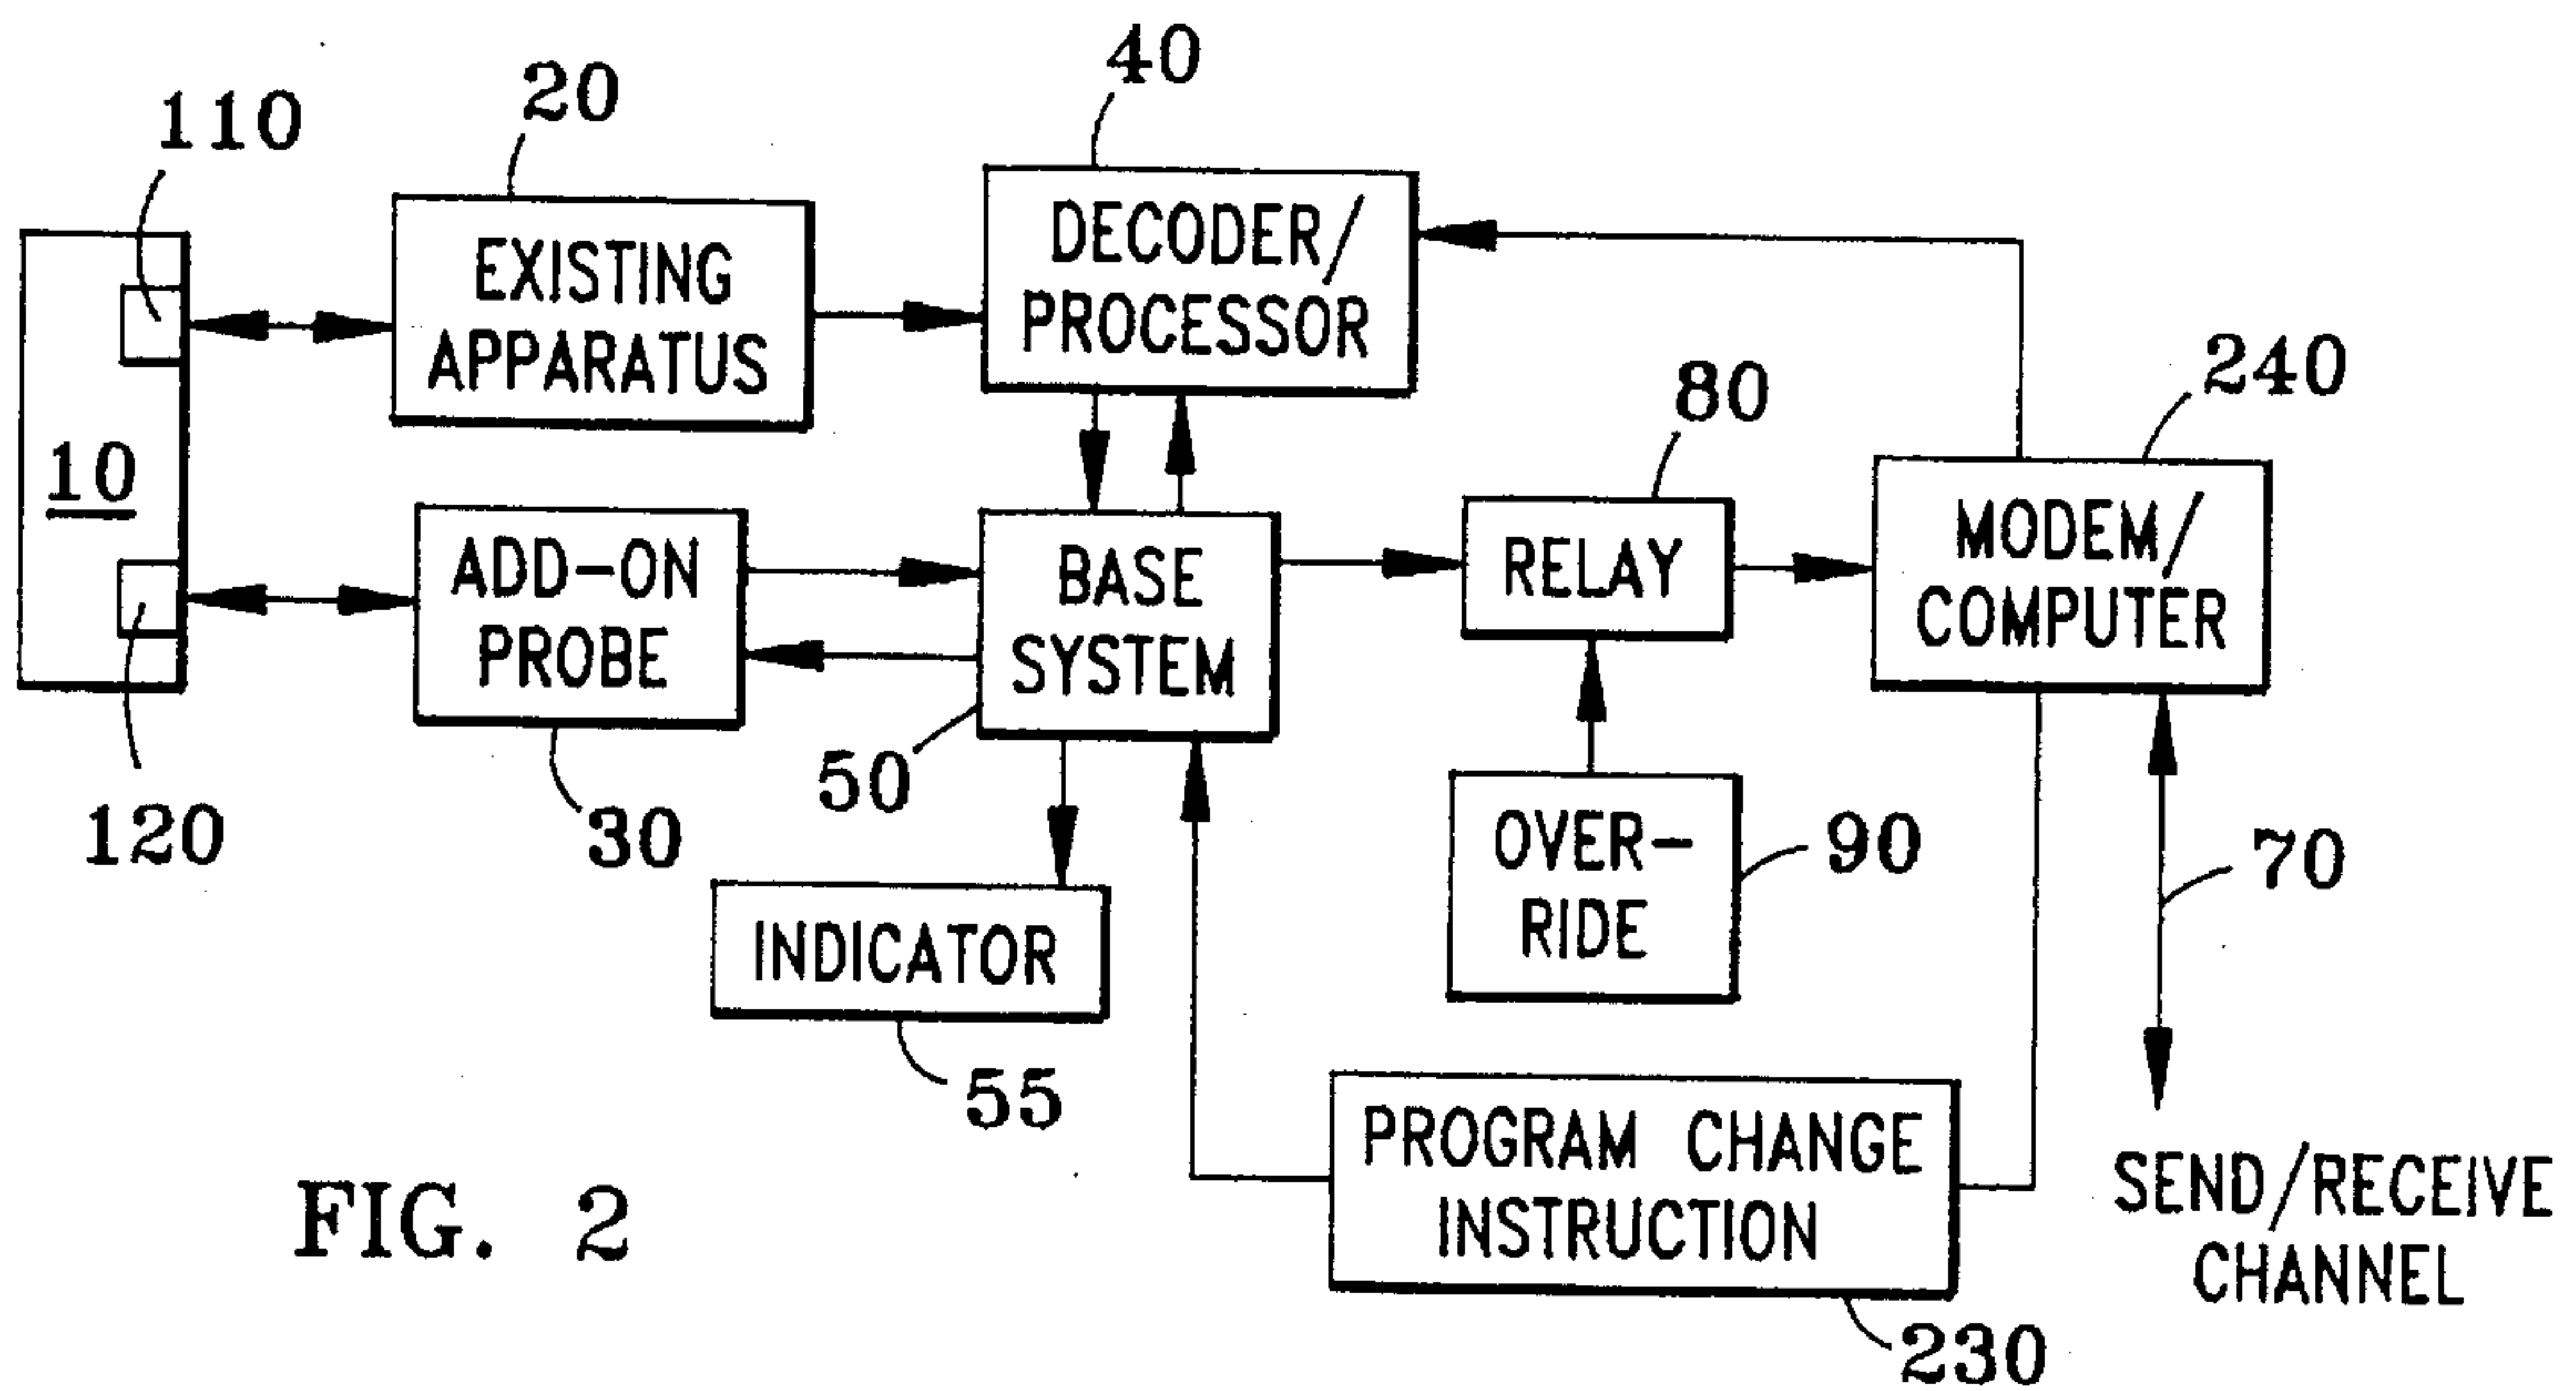 40
20
110
EXISTING
APPARATUS
DECODER/
PROCESSOR
240
80
10
ADD-ON
PROBE
BASE
SYSTEM
RELAY
MODEM/
COMPUTER
50
120
30
OVER-
RIDE
90
70
INDICATOR
55
PROGRAM CHANGE
INSTRUCTION
SEND/RECEIVE
CHANNEL
230
FIG. 2